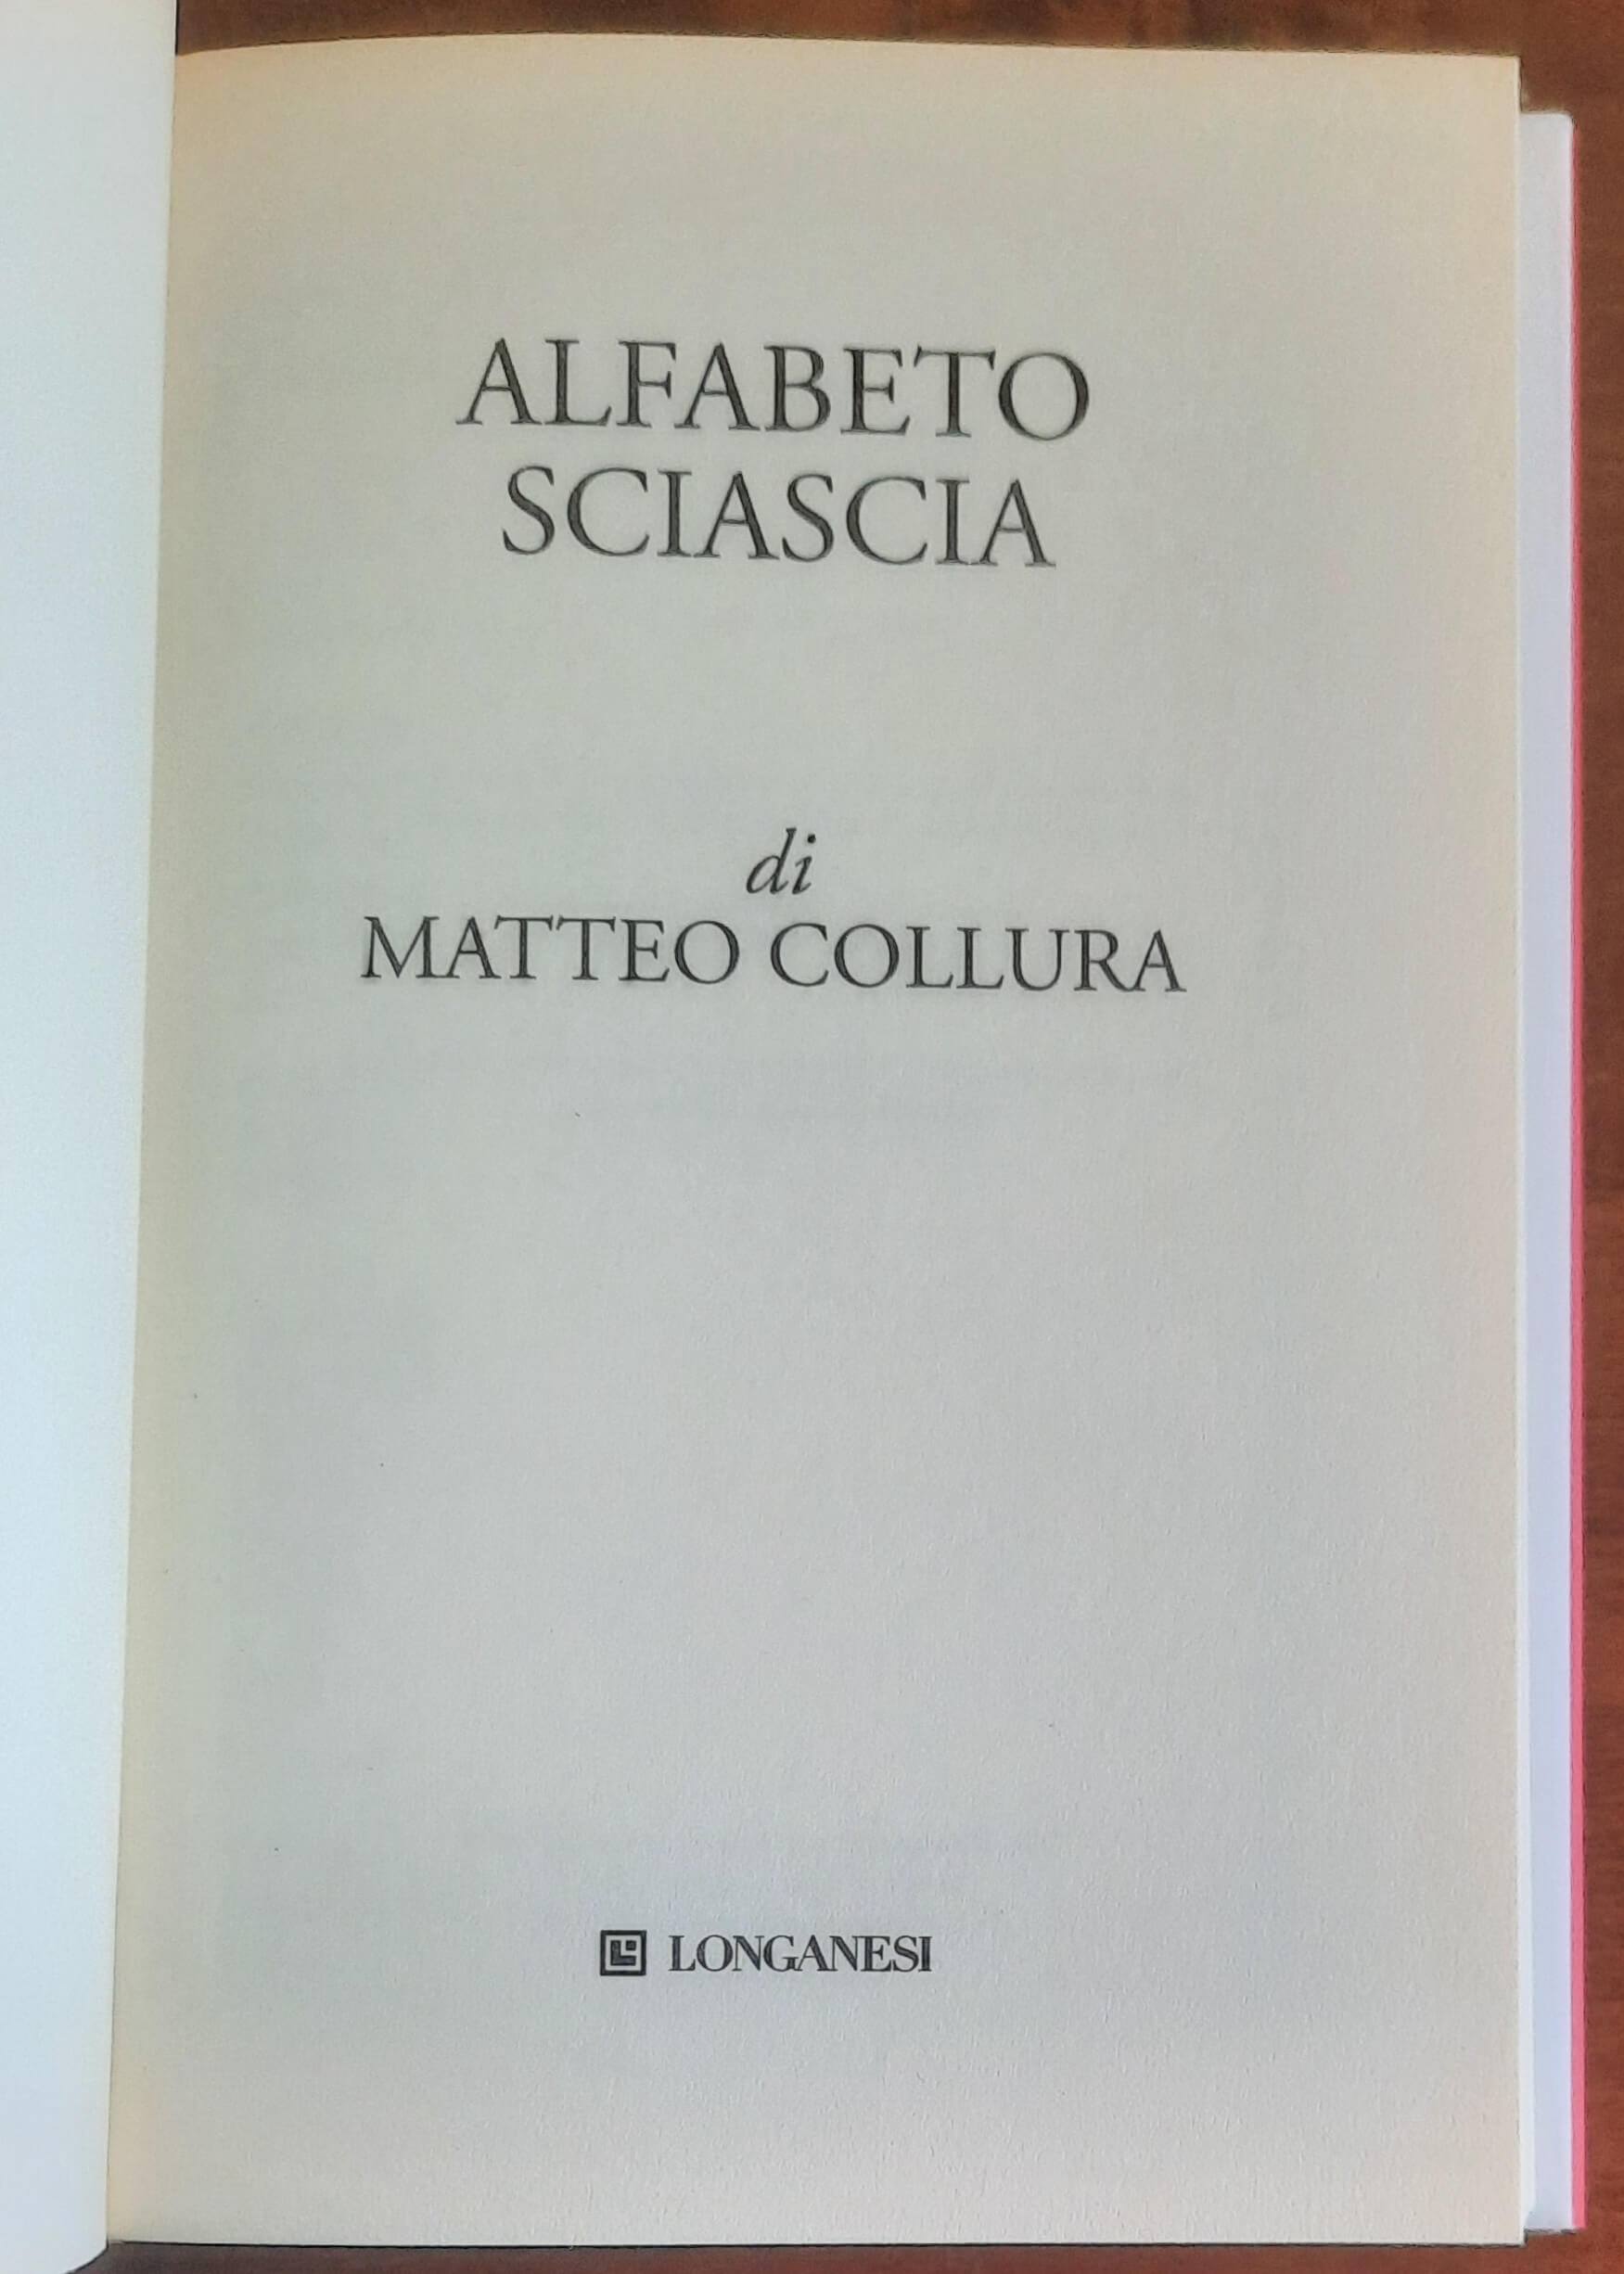 ALFABETO
SCIASCIA
di
MATTEO COLLURA
LONGANESI